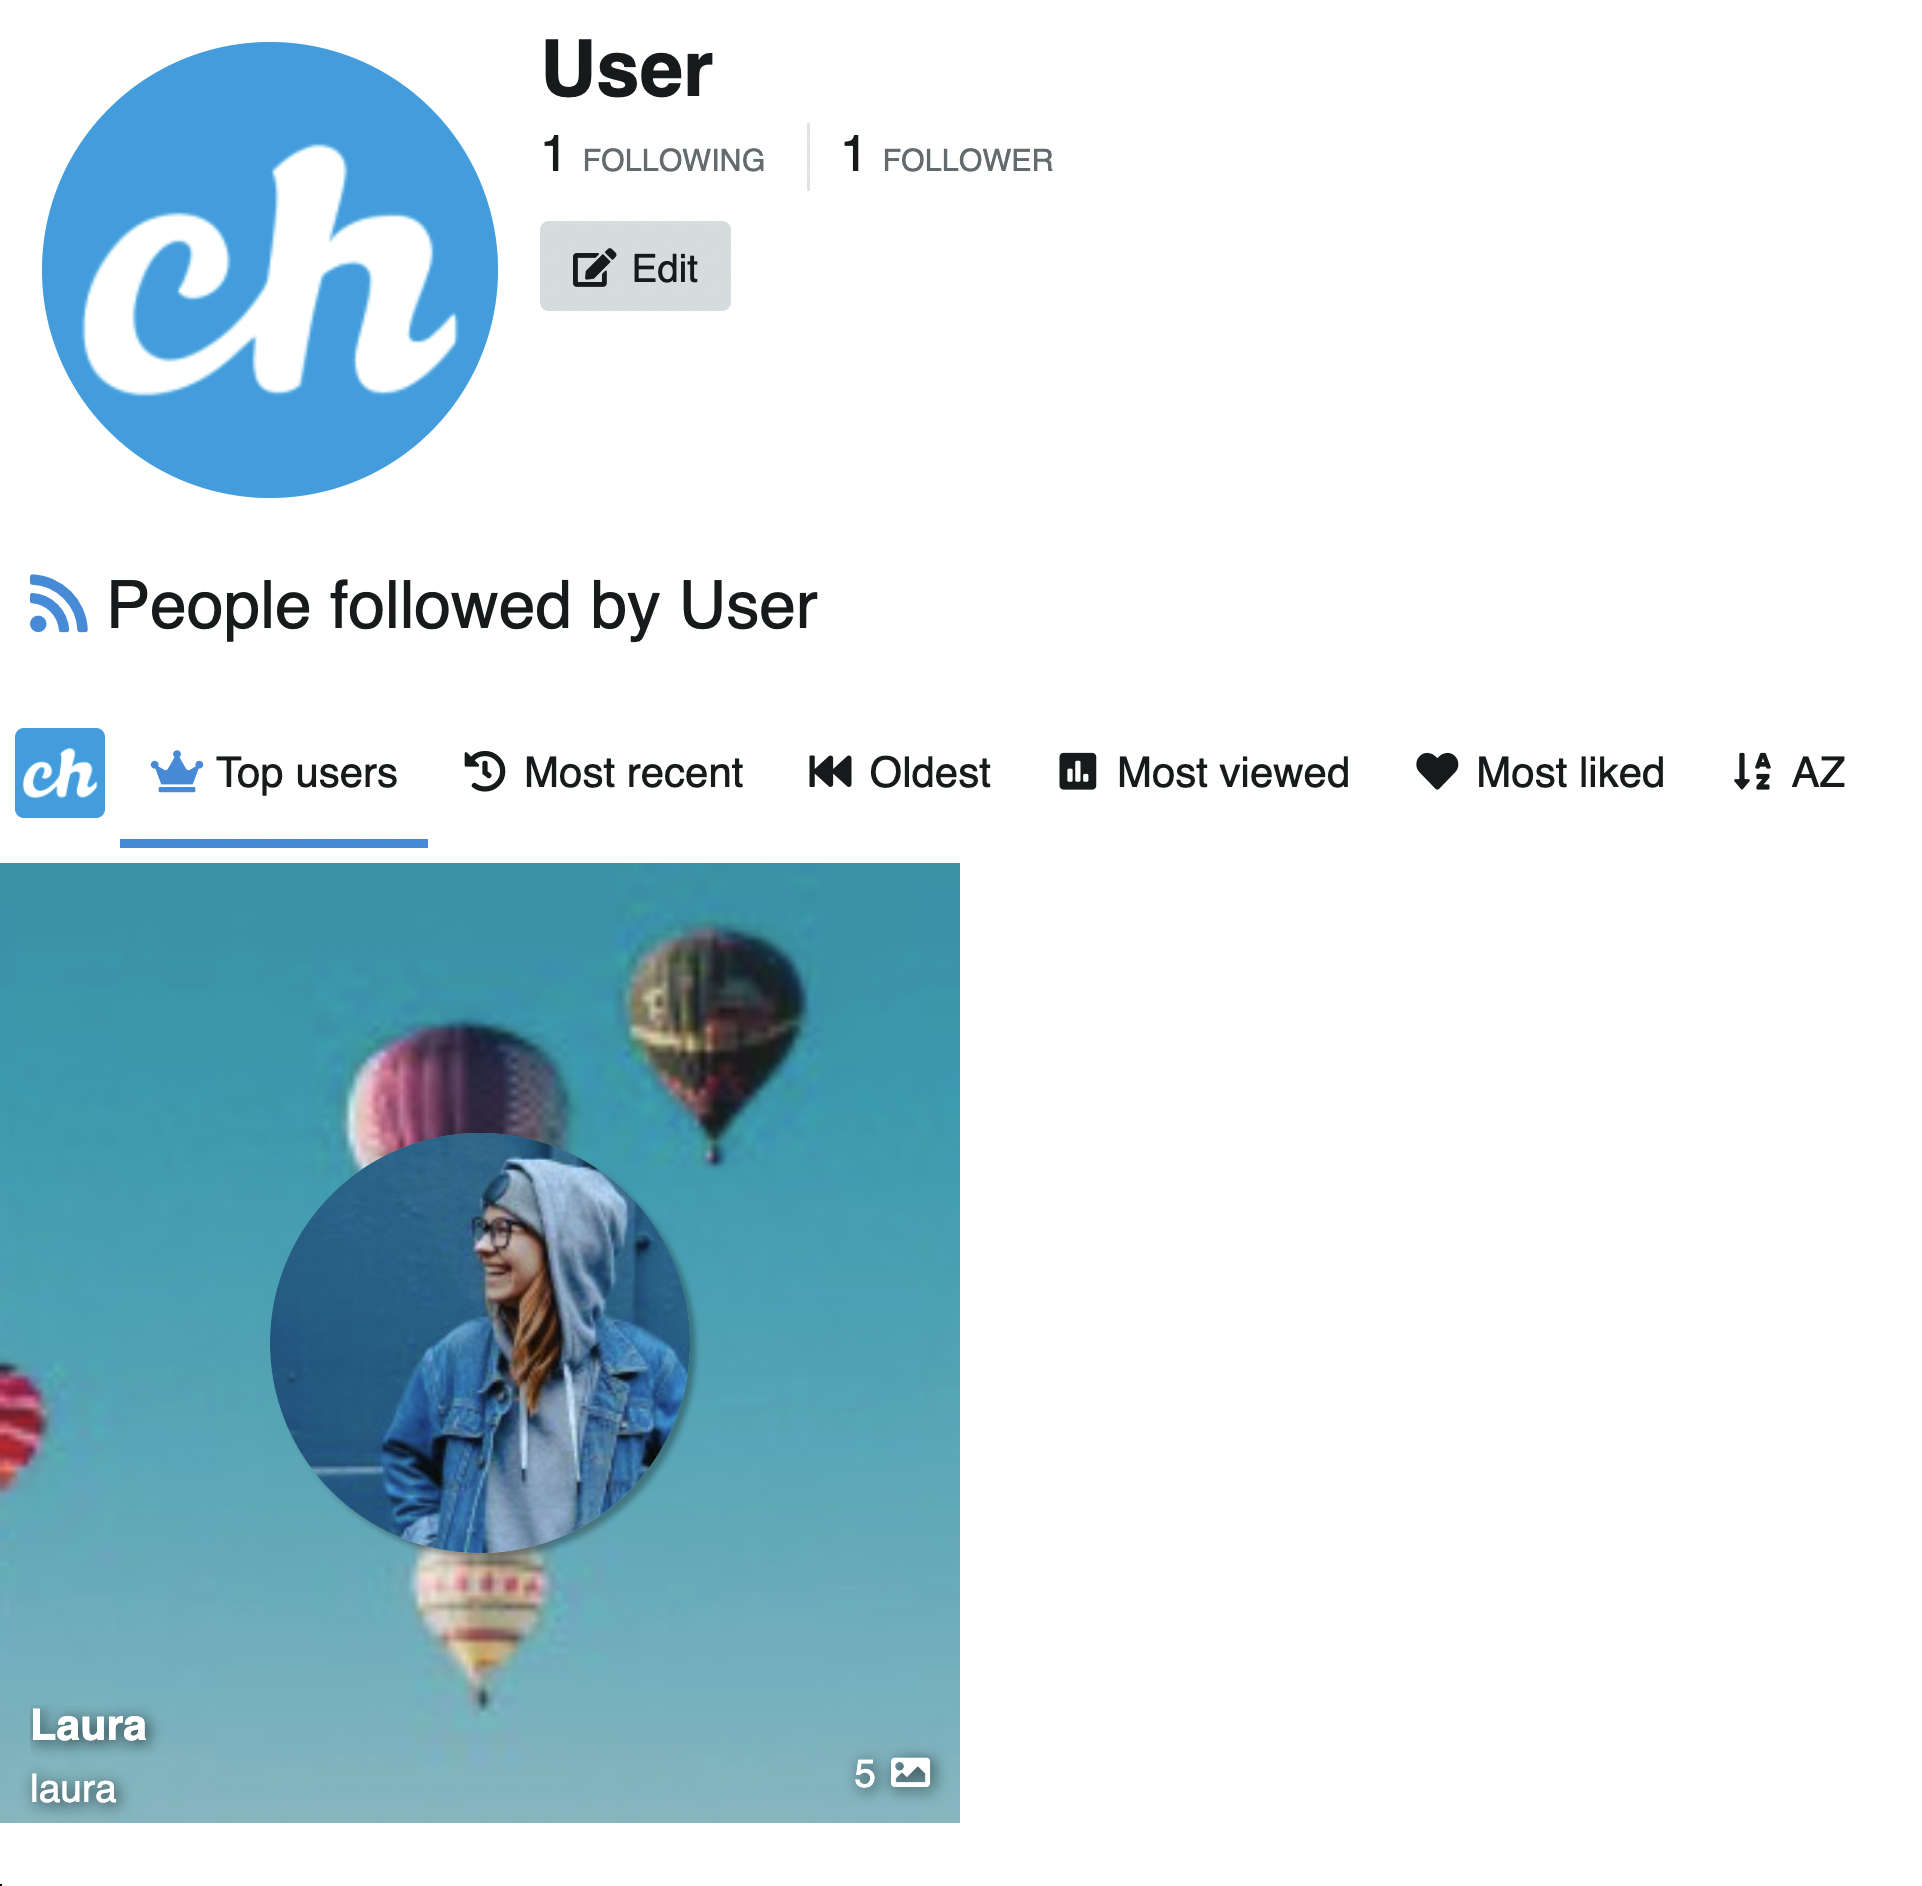 ch
User
1 FOLLOWING 1 FOLLOWER
Edit
People followed by User
ch Top users Most recent Oldest Most viewed Most liked AZ
Laura
laura
5